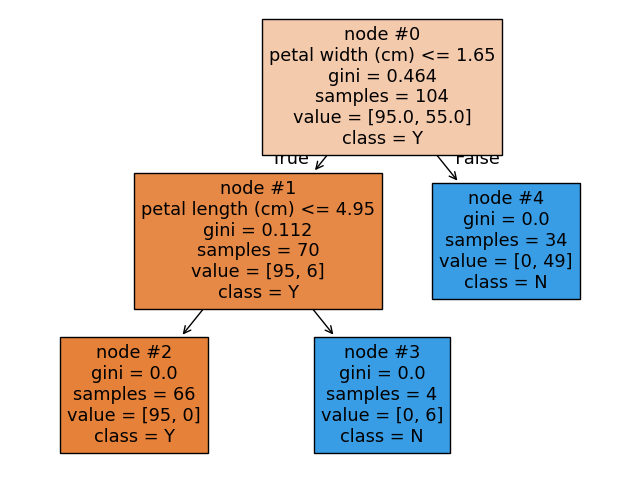 node #0
petal width (cm) <= 1.65
gini = 0.464
samples = 104
value = [95.0, 55.0]
class = Y
True
False
node #1
petal length (cm) <= 4.95
gini = 0.112
samples = 70
value = [95, 6]
class = Y
node #4
gini = 0.0
samples = 34
value = [0, 49]
class = N
node #2
gini = 0.0
samples = 66
value = [95, 0]
class = Y
node #3
gini = 0.0
samples = 4
value = [0, 6]
class = N